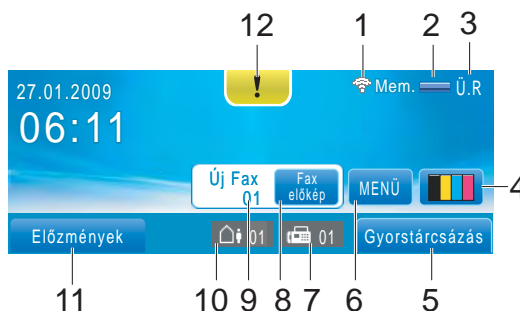 12 1 2 3
27.01.2009 ! Mem. Ü.R
06:11
Új Fax 01 Fax előkép MENÜ 4
Előzmények 01 01 Gyorstárcsázás
11 10 9 8 7 6 5